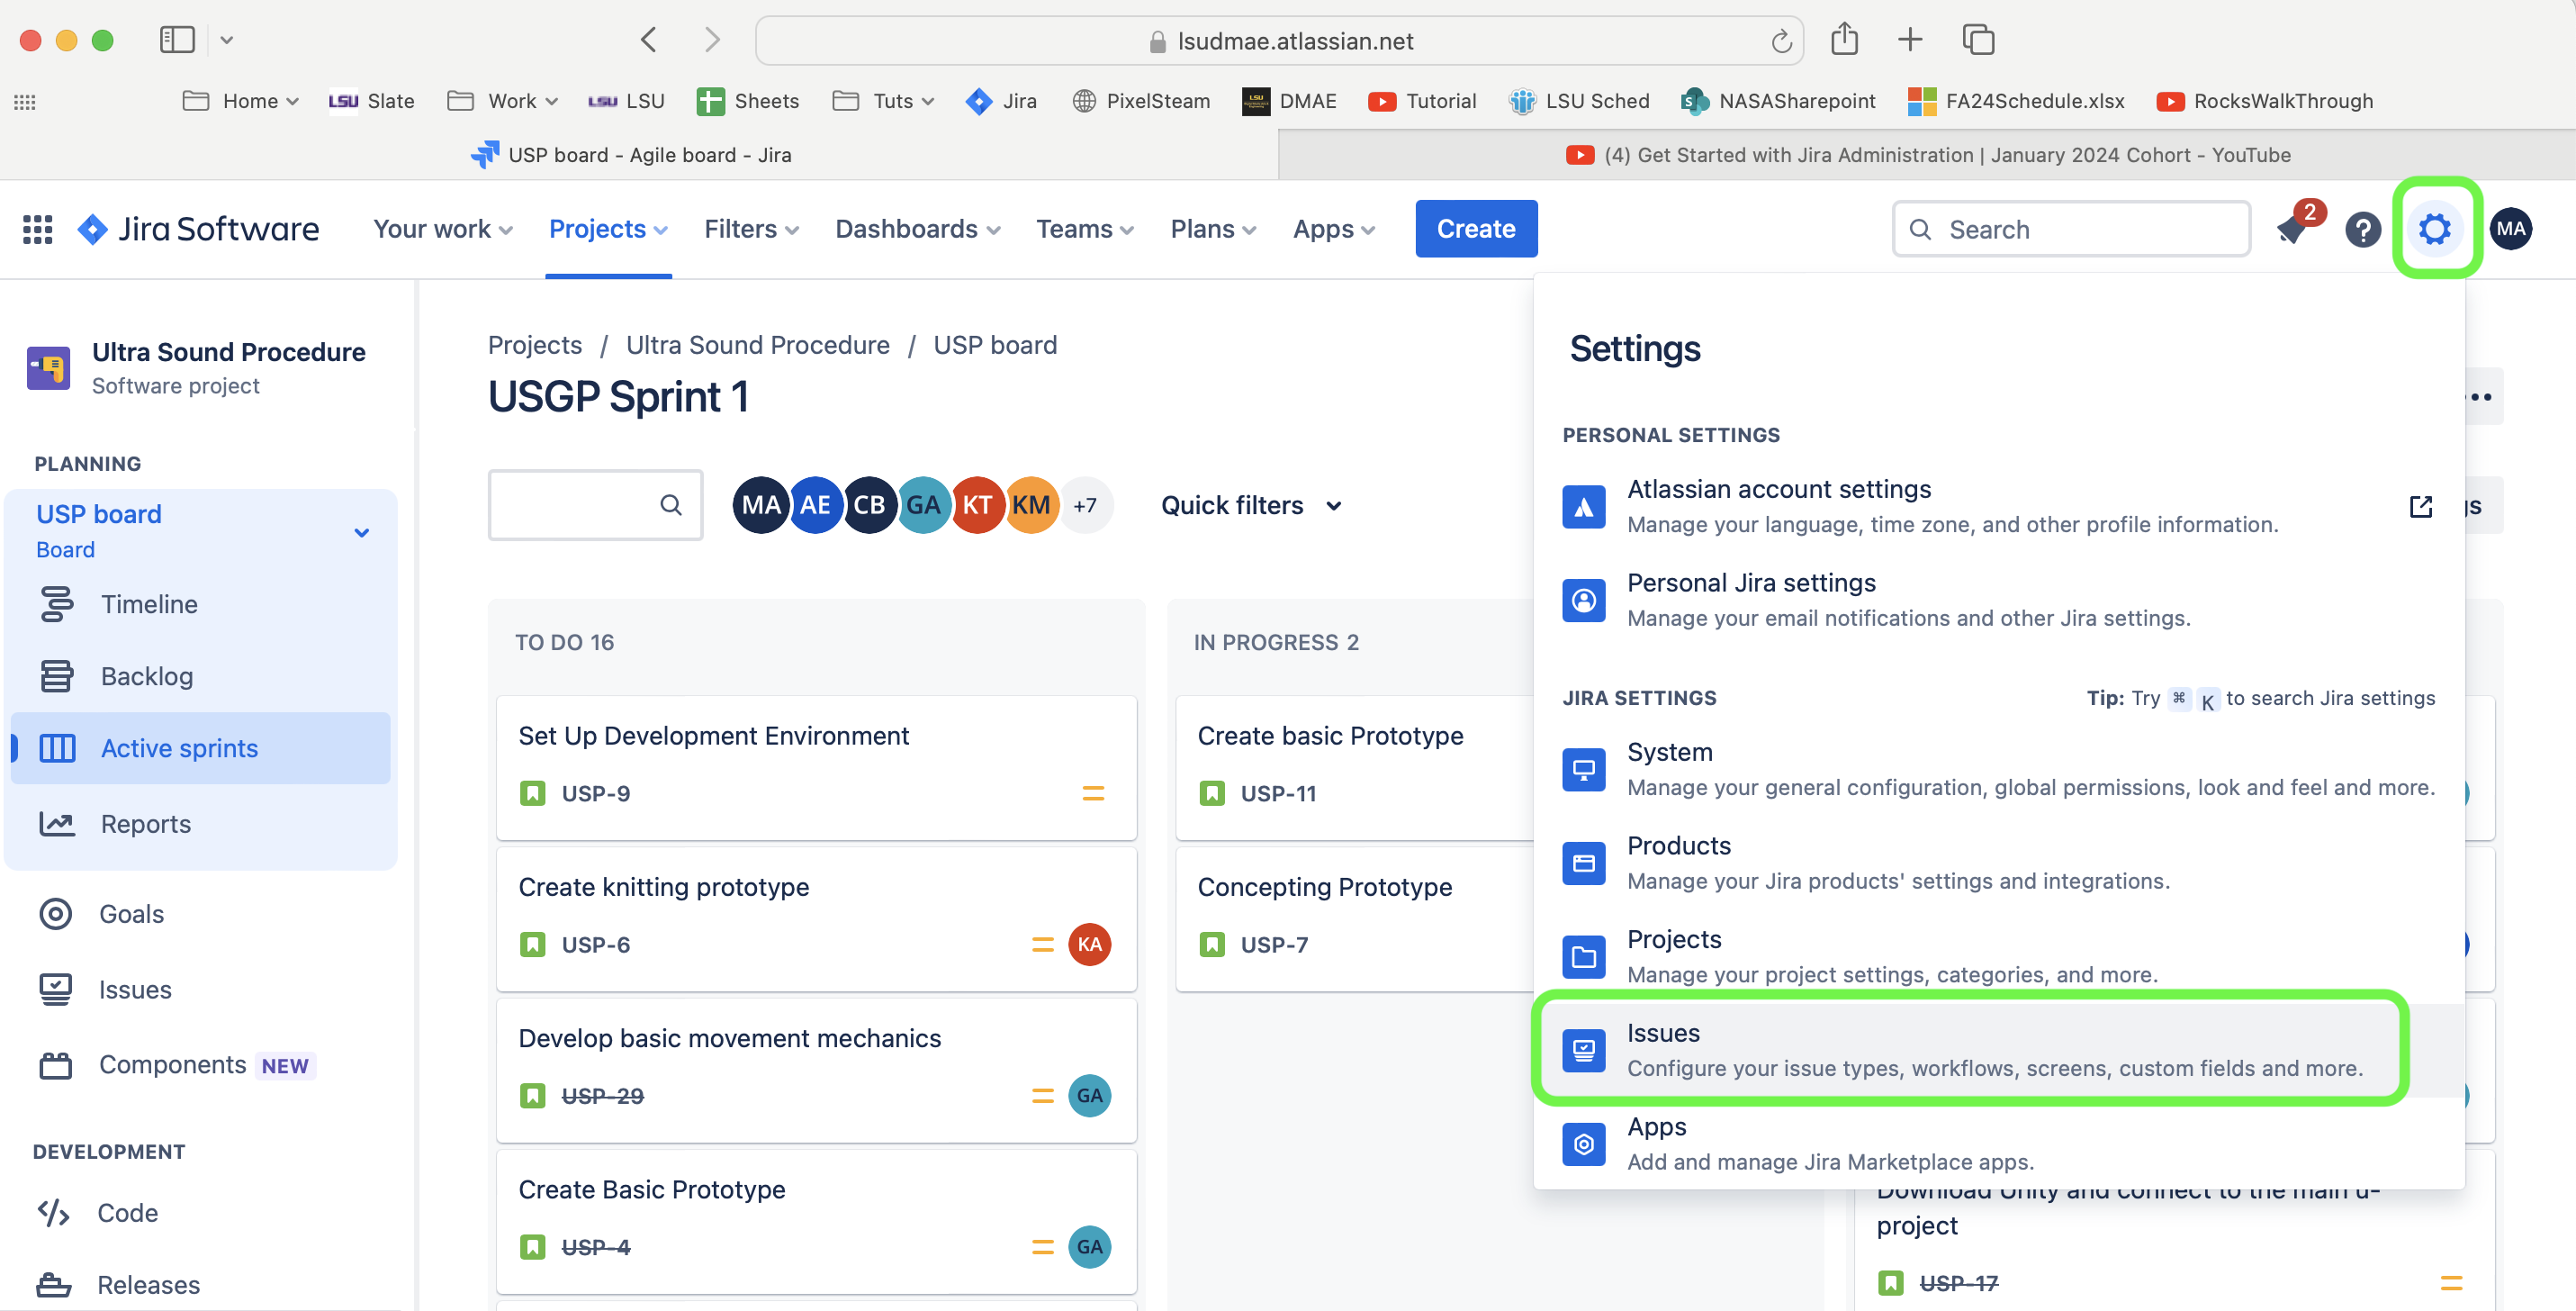 lsudmae.atlassian.net
Home LSU Slate Work LSU LSU Sheets Tuts Jira PixelSteam LSU DMAE Tutorial LSU Sched S NASASharepoint FA24Schedule.xlsx RocksWalkThrough
USP board - Agile board - Jira
(4) Get Started with Jira Administration | January 2024 Cohort - YouTube
Jira Software Your work Projects Filters Dashboards Teams Plans Apps Create Search 2 ? MA
Ultra Sound Procedure
Software project
PLANNING
USP board
Board
Timeline
Backlog
Active sprints
Reports
Goals
Issues
Components NEW
DEVELOPMENT
Code
Releases
Projects / Ultra Sound Procedure / USP board
USGP Sprint 1
MA AE CB GA KT KM +7 Quick filters
TO DO 16
Set Up Development Environment
USP-9
Create knitting prototype
USP-6 KA
Develop basic movement mechanics
USP-29 GA
Create Basic Prototype
USP-4 GA
IN PROGRESS 2
Create basic Prototype
USP-11
Concepting Prototype
USP-7
Settings
PERSONAL SETTINGS
Atlassian account settings
Manage your language, time zone, and other profile information.
Personal Jira settings
Manage your email notifications and other Jira settings.
JIRA SETTINGS
Tip: Try ⌘ K to search Jira settings
System
Manage your general configuration, global permissions, look and feel and more.
Products
Manage your Jira products' settings and integrations.
Projects
Manage your project settings, categories, and more.
Issues
Configure your issue types, workflows, screens, custom fields and more.
Apps
Add and manage Jira Marketplace apps.
Download Unity and connect to the main u-
project
USP-17